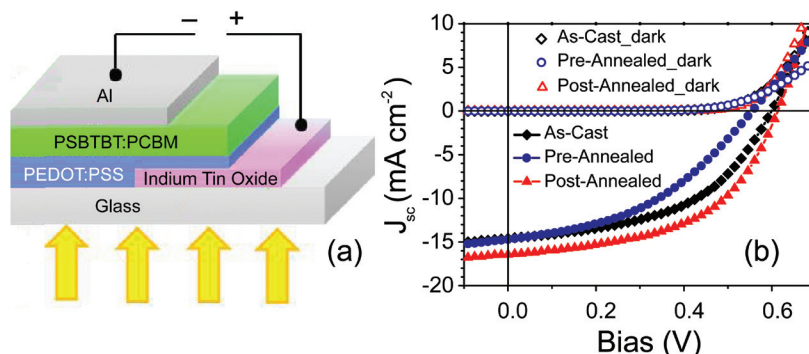 − +
Al
PSBTBT:PCBM
PEDOT:PSS
Indium Tin Oxide
Glass
(a)
J_sc (mA cm⁻²)
10
5
0
-5
-10
-15
-20
As-Cast_dark
Pre-Annealed_dark
Post-Annealed_dark
As-Cast
Pre-Annealed
Post-Annealed
(b)
0.0 0.2 0.4 0.6
Bias (V)